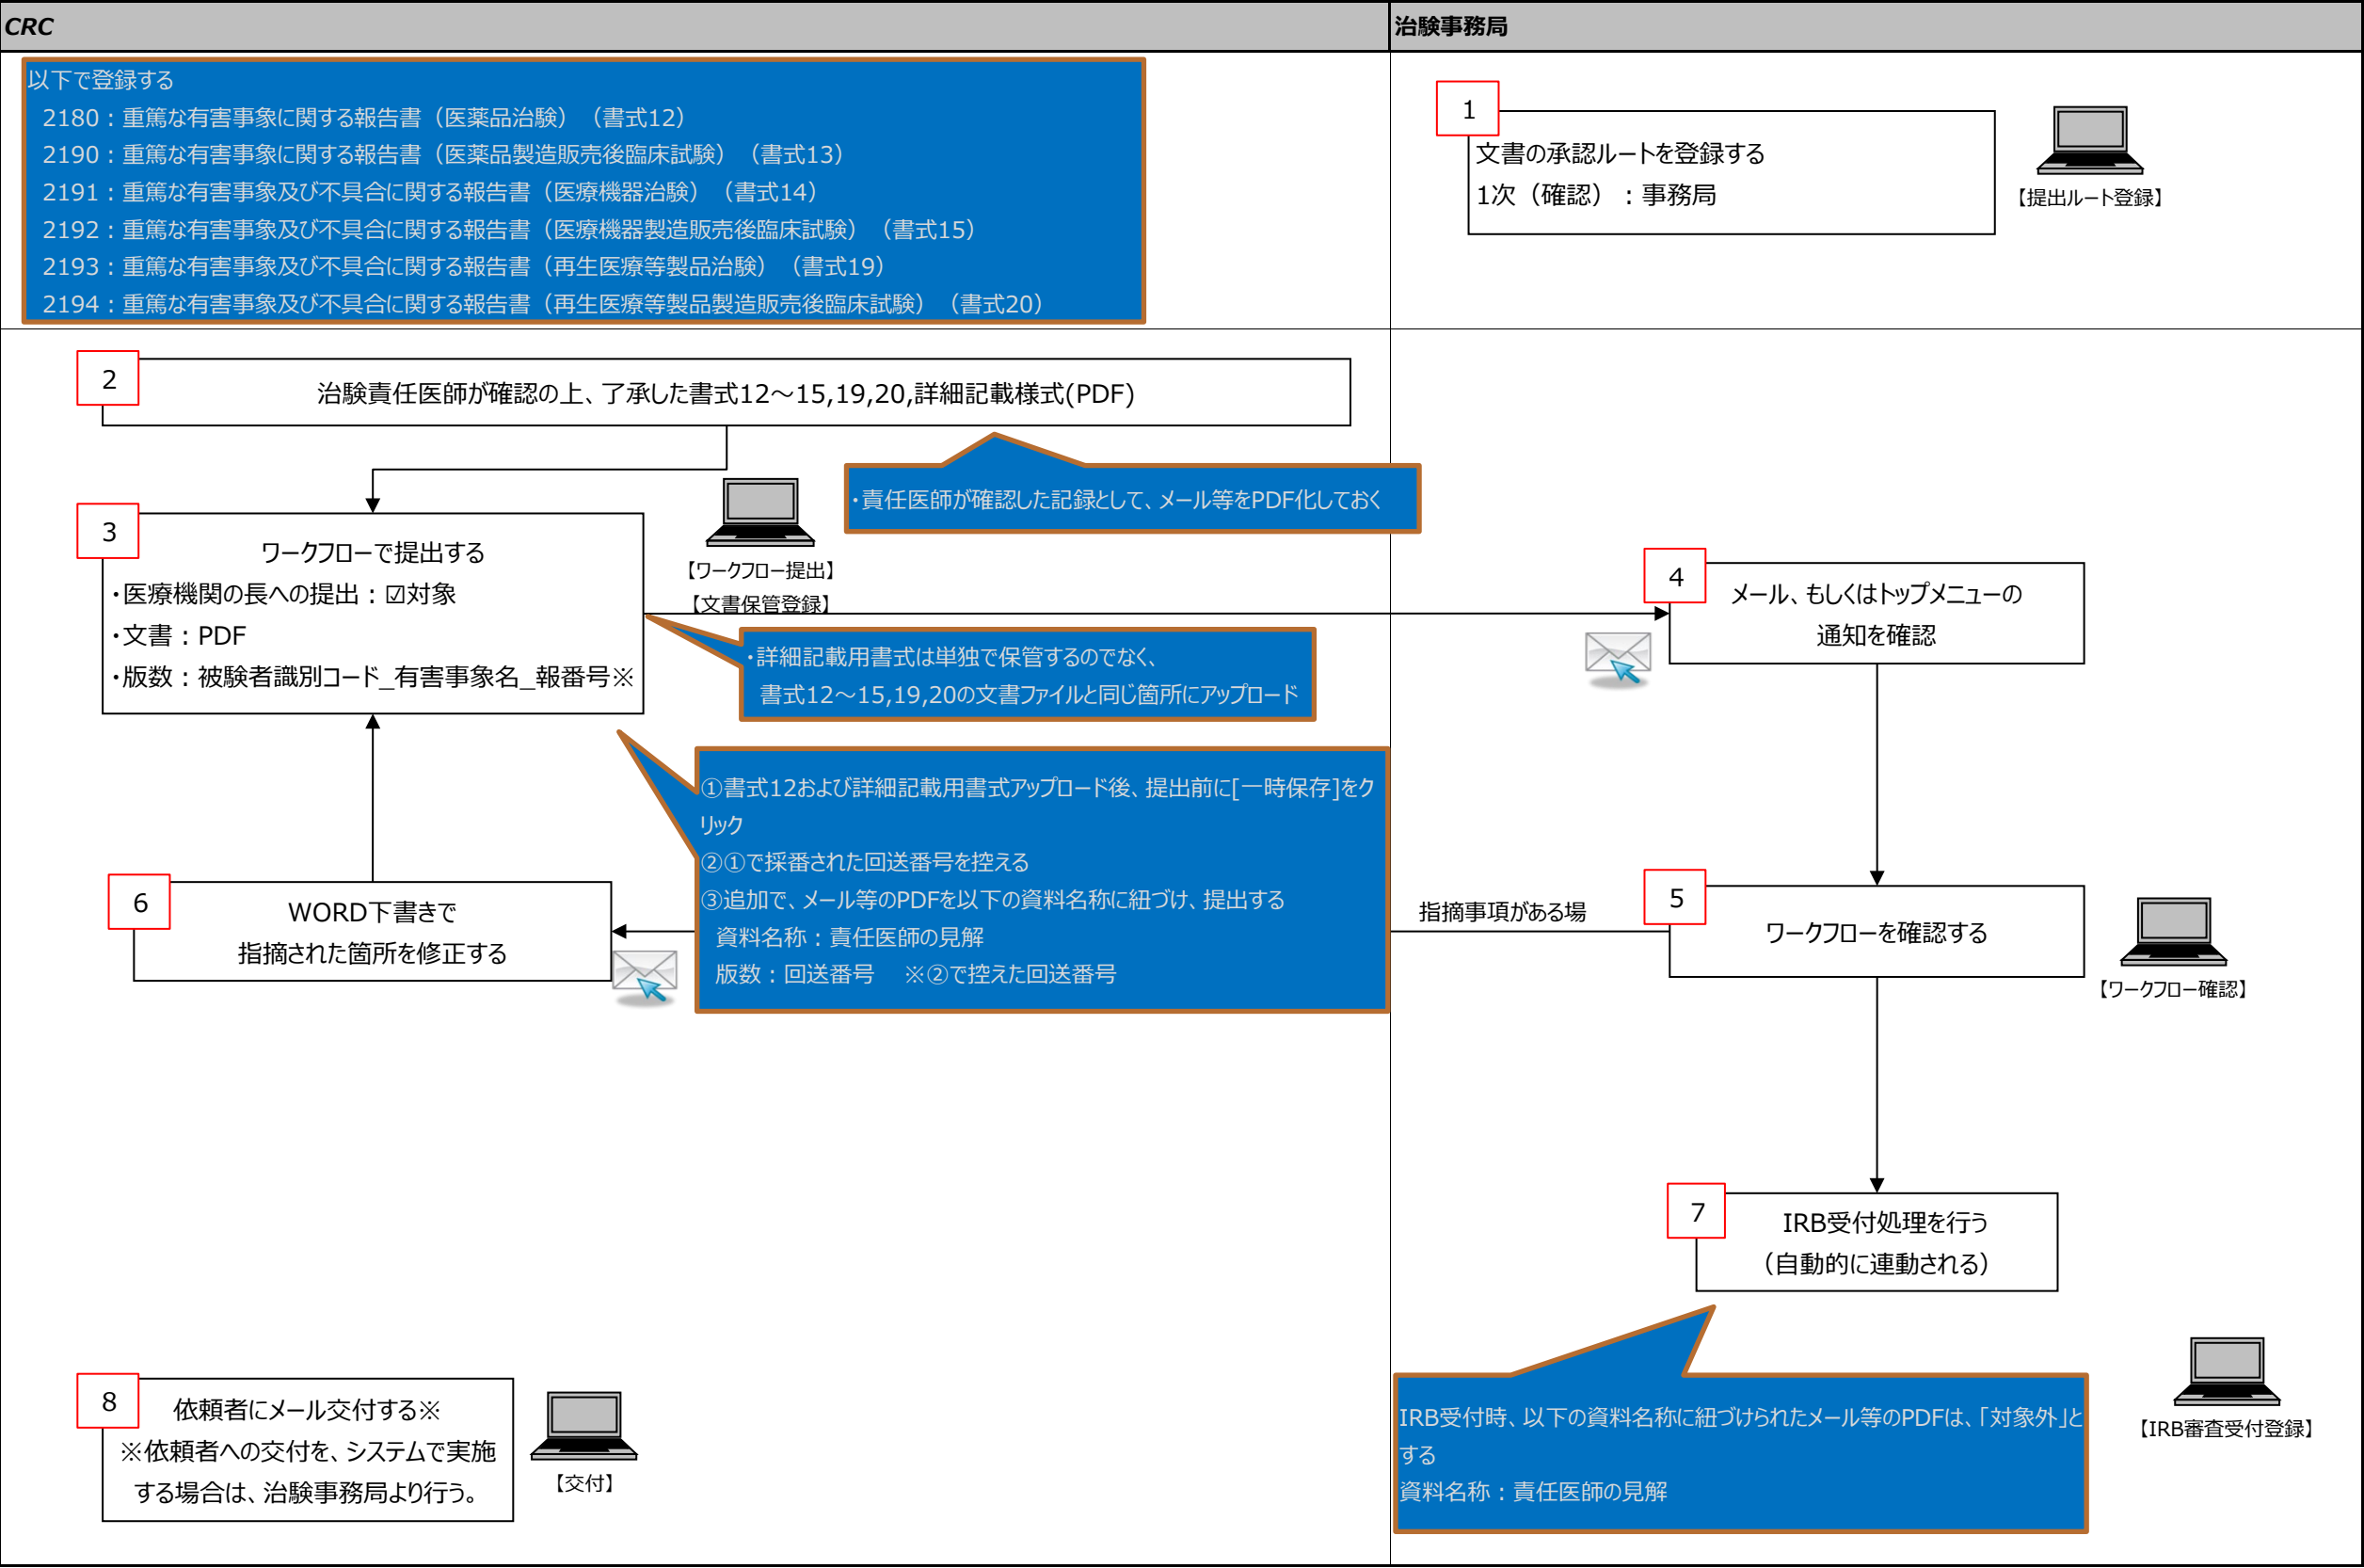 CRC
治験事務局
以下で登録する
2180：重篤な有害事象に関する報告書（医薬品治験）（書式12）
2190：重篤な有害事象に関する報告書（医薬品製造販売後臨床試験）（書式13）
2191：重篤な有害事象及び不具合に関する報告書（医療機器治験）（書式14）
2192：重篤な有害事象及び不具合に関する報告書（医療機器製造販売後臨床試験）（書式15）
2193：重篤な有害事象及び不具合に関する報告書（再生医療等製品治験）（書式19）
2194：重篤な有害事象及び不具合に関する報告書（再生医療等製品製造販売後臨床試験）（書式20）
1
文書の承認ルートを登録する
1次（確認）：事務局
【提出ルート登録】
2
治験責任医師が確認の上、了承した書式12～15,19,20,詳細記載様式(PDF)
・責任医師が確認した記録として、メール等をPDF化しておく
3
ワークフローで提出する
・医療機関の長への提出：☑対象
・文書：PDF
・版数：被験者識別コード_有害事象名_報番号※
【ワークフロー提出】
【文書保管登録】
・詳細記載用書式は単独で保管するのでなく、
書式12～15,19,20の文書ファイルと同じ箇所にアップロード
4
メール、もしくはトップメニューの
通知を確認
①書式12および詳細記載用書式アップロード後、提出前に[一時保存]をク
リック
②①で採番された回送番号を控える
③追加で、メール等のPDFを以下の資料名称に紐づけ、提出する
資料名称：責任医師の見解
版数：回送番号　※②で控えた回送番号
6
WORD下書きで
指摘された箇所を修正する
指摘事項がある場
5
ワークフローを確認する
【ワークフロー確認】
7
IRB受付処理を行う
（自動的に連動される）
IRB受付時、以下の資料名称に紐づけられたメール等のPDFは、「対象外」と
する
資料名称：責任医師の見解
【IRB審査受付登録】
8
依頼者にメール交付する※
※依頼者への交付を、システムで実施
する場合は、治験事務局より行う。
【交付】